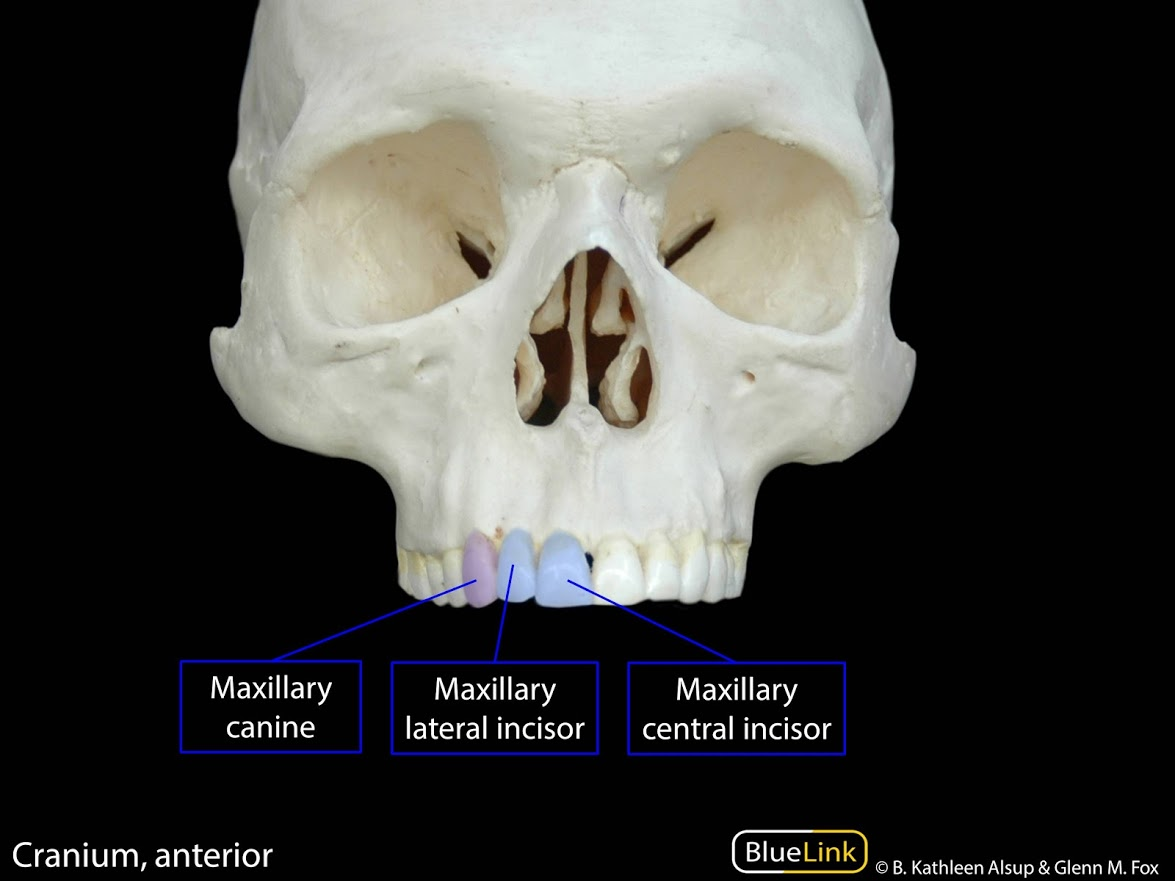 Maxillary
canine
Maxillary
lateral incisor
Maxillary
central incisor
Cranium, anterior
BlueLink
© B. Kathleen Alsup & Glenn M. Fox